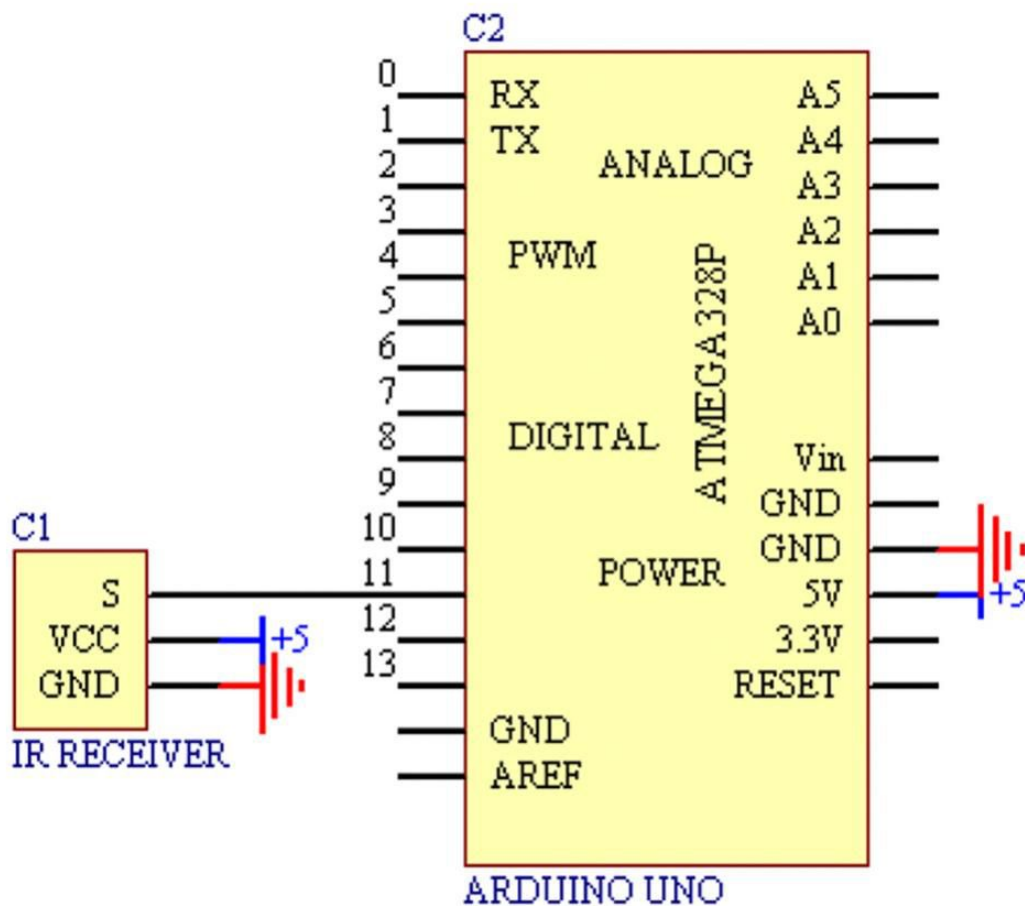 C2
0
RX
A5
1
TX
A4
ANALOG
2
A3
3
A2
4
PWM
A1
5
A0
6
ATMEGA328P
7
8
DIGITAL
Vin
9
GND
C1
10
GND
S
11
POWER
5V
+5
VCC
+5
12
3.3V
GND
13
RESET
IR RECEIVER
GND
AREF
ARDUINO UNO